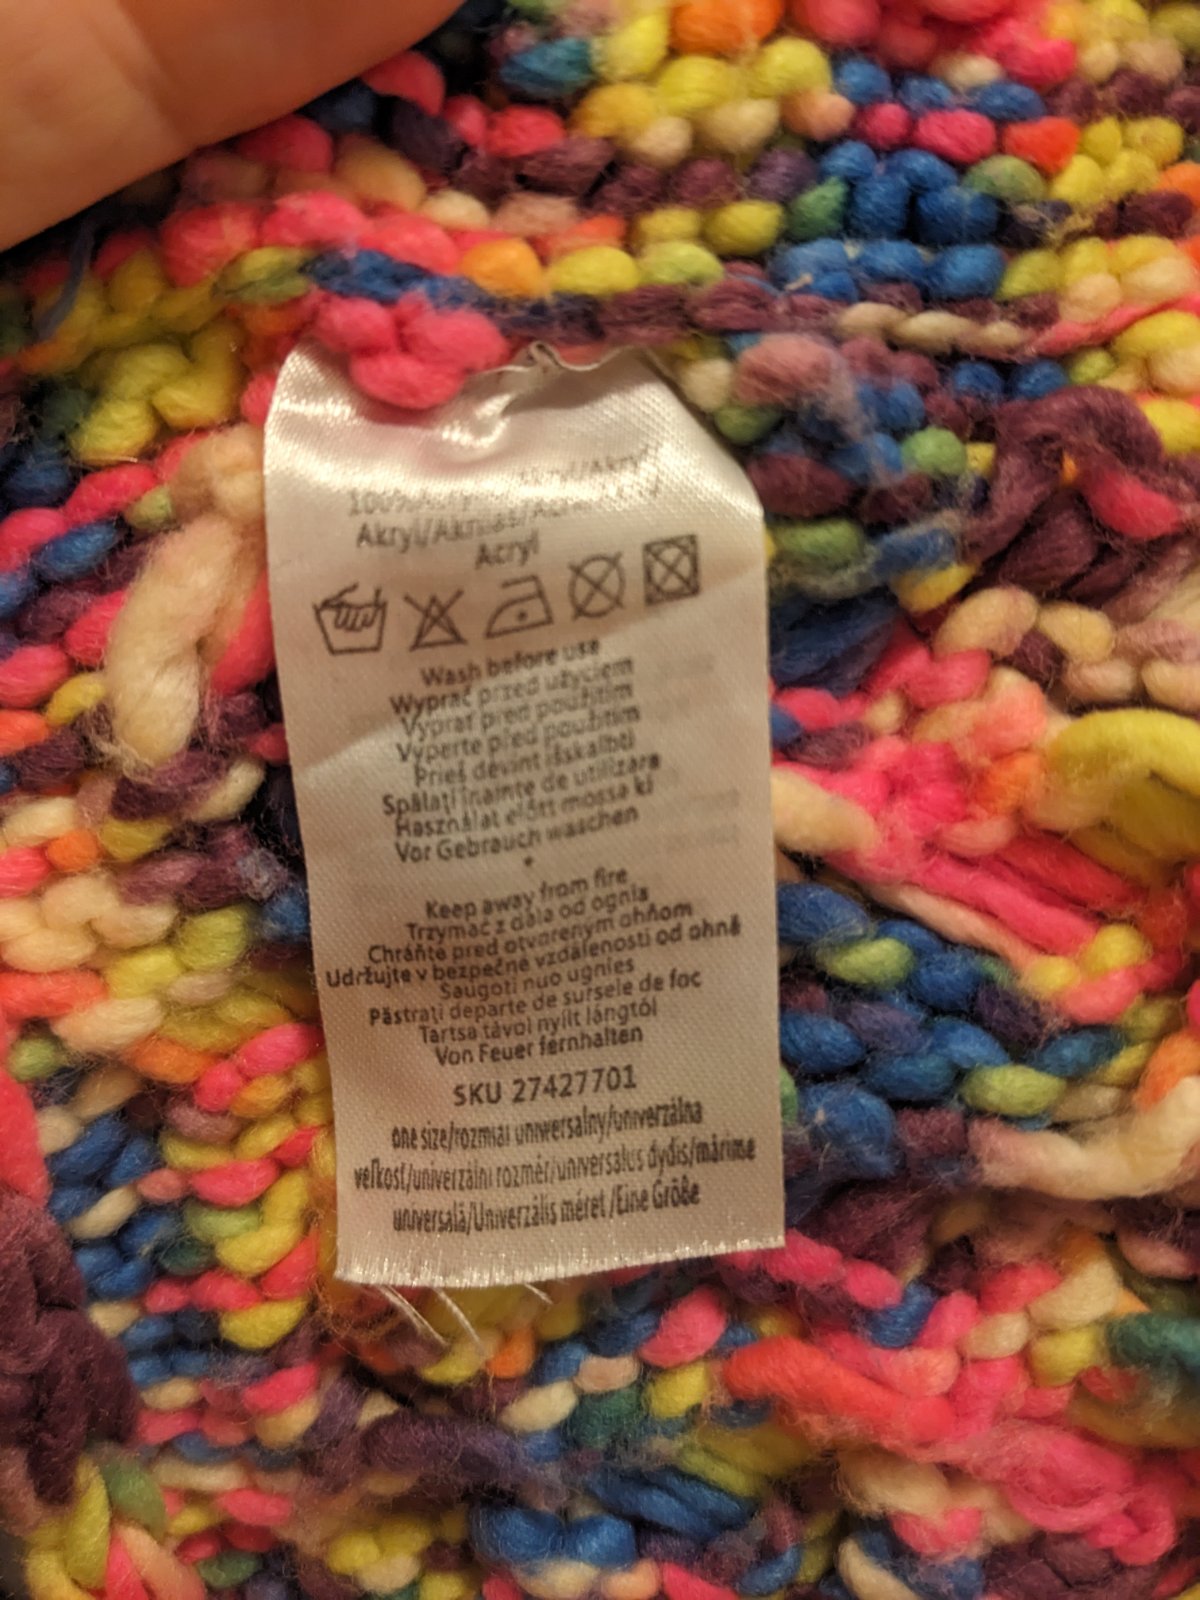 100%
Akryl/Akrilas/
Acryl
Wash before use
Wyprać przed użyciem
Vyprať pred použitím
Vyperte před použitím
Prieš dėvint išskalbti
Spălați înainte de utilizare
Használat előtt mossa ki
Vor Gebrauch waschen
*
Keep away from fire
Trzymać z dala od ognia
Chráňte pred otvoreným ohňom
Udržujte v bezpečné vzdálenosti od ohně
Saugoti nuo ugnies
Păstrați departe de sursele de foc
Tartsa távol nyílt lángtól
Von Feuer fernhalten
SKU 27427701
one size/rozmiar uniwersalny/univerzálna
veľkosť/univerzální rozměr/universalus dydis/mărime
universală/Univerzális méret /Eine Größe